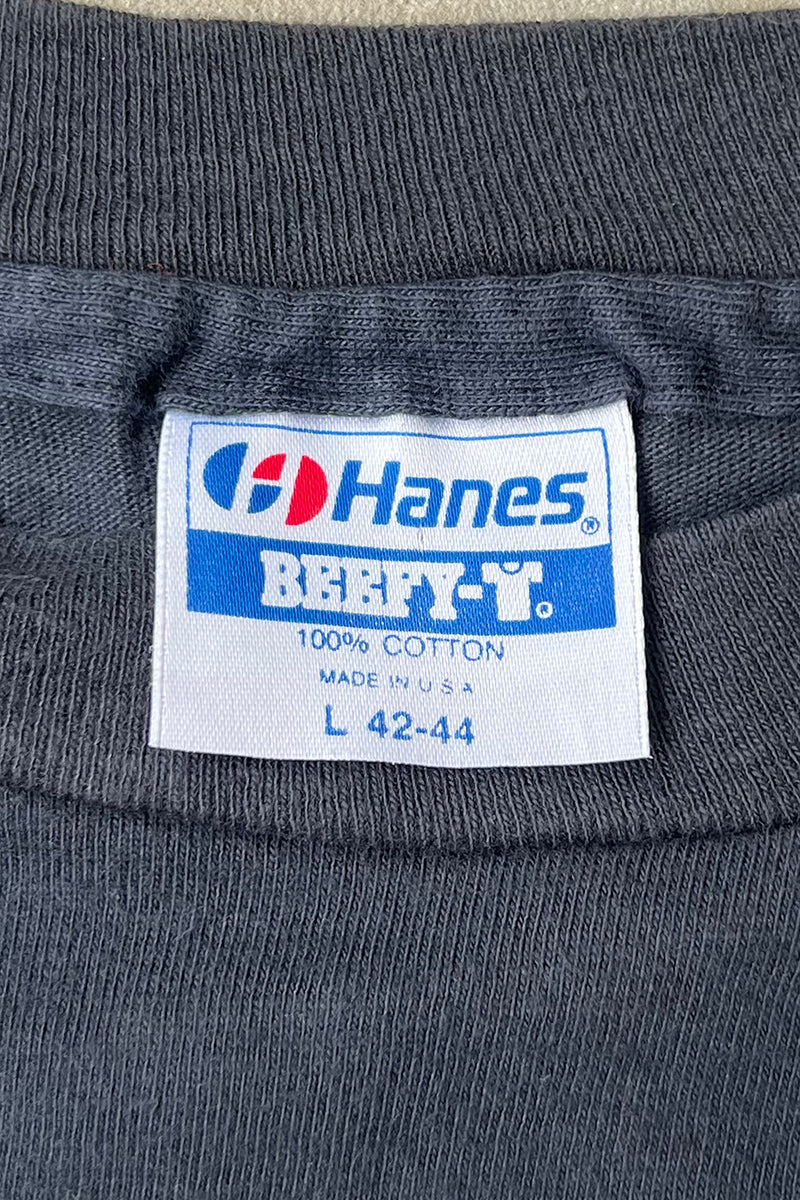 Hanes®
BEEFY-T®
100% COTTON
MADE IN U S A
L 42-44